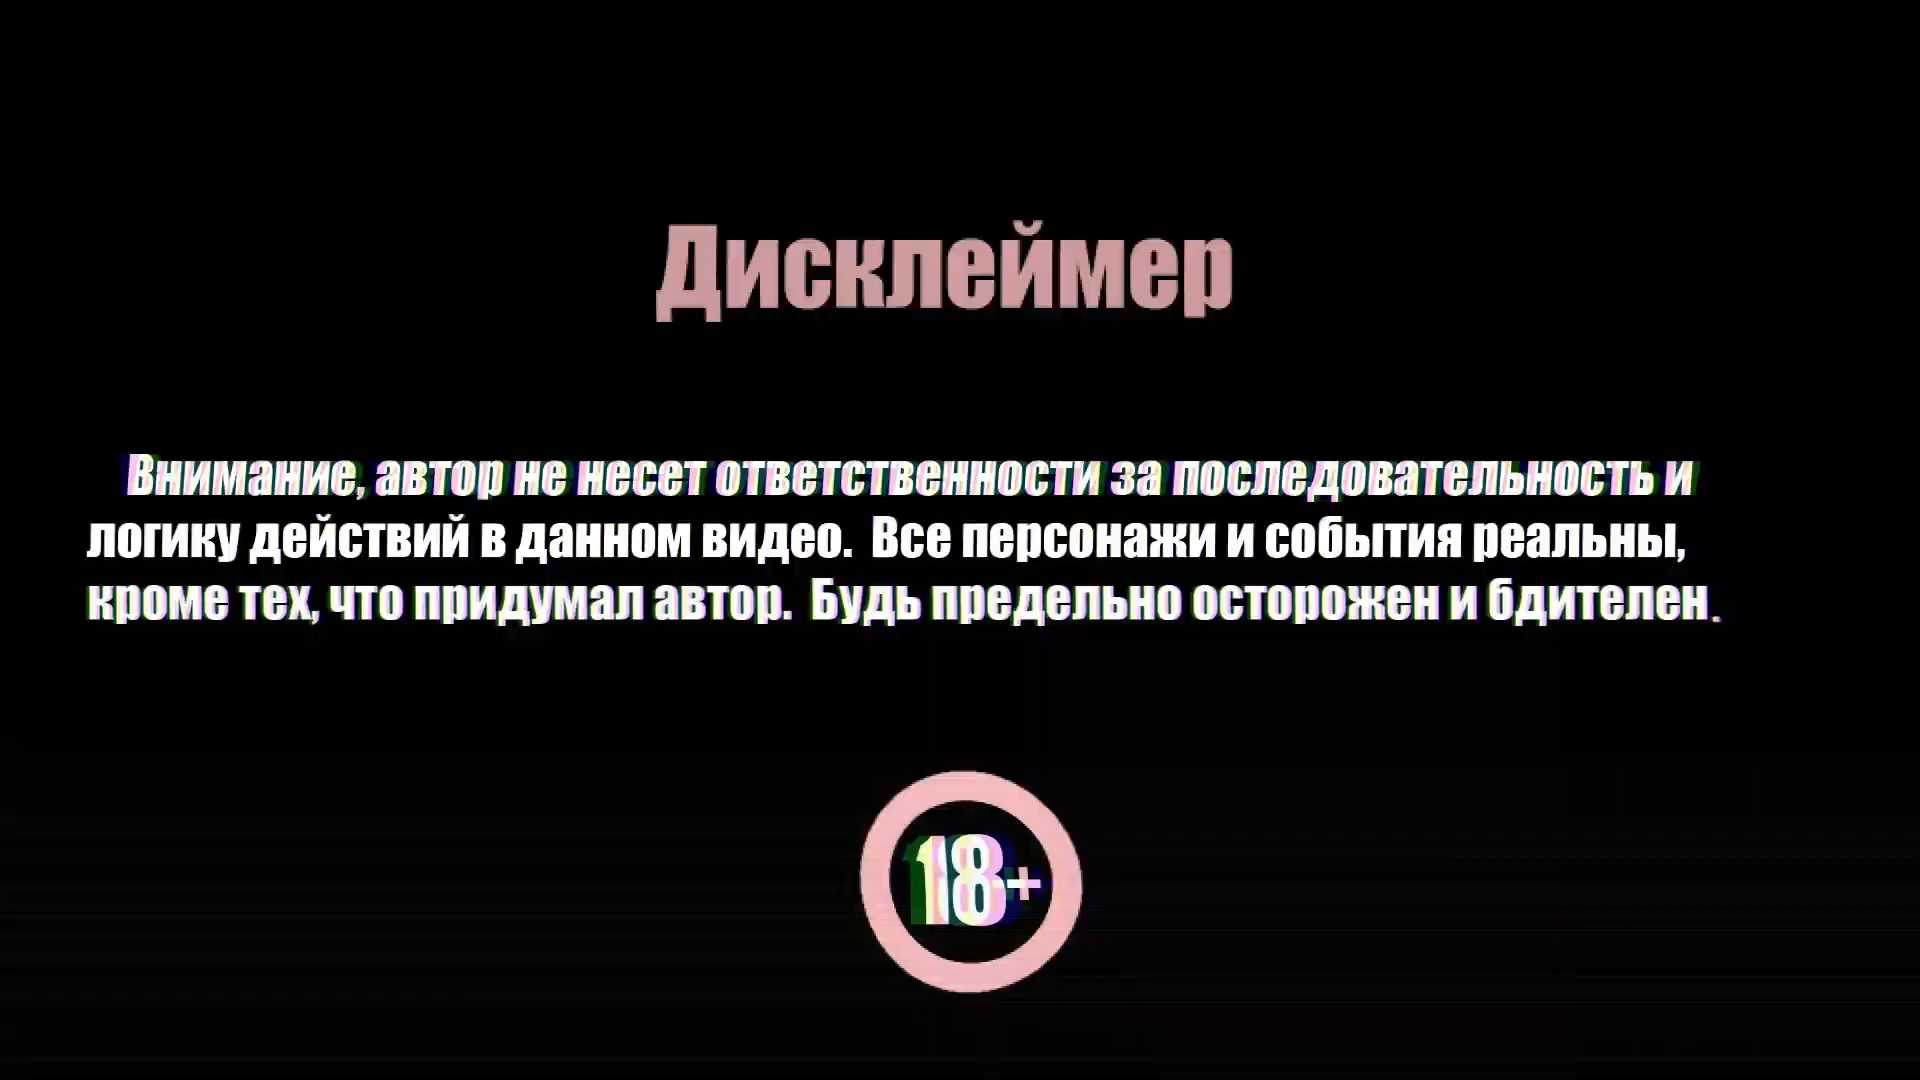 Дисклеймер
Внимание, автор не несет ответственности за последовательность и
логику действий в данном видео. Все персонажи и события реальны,
кроме тех, что придумал автор. Будь предельно осторожен и бдителен.
18+